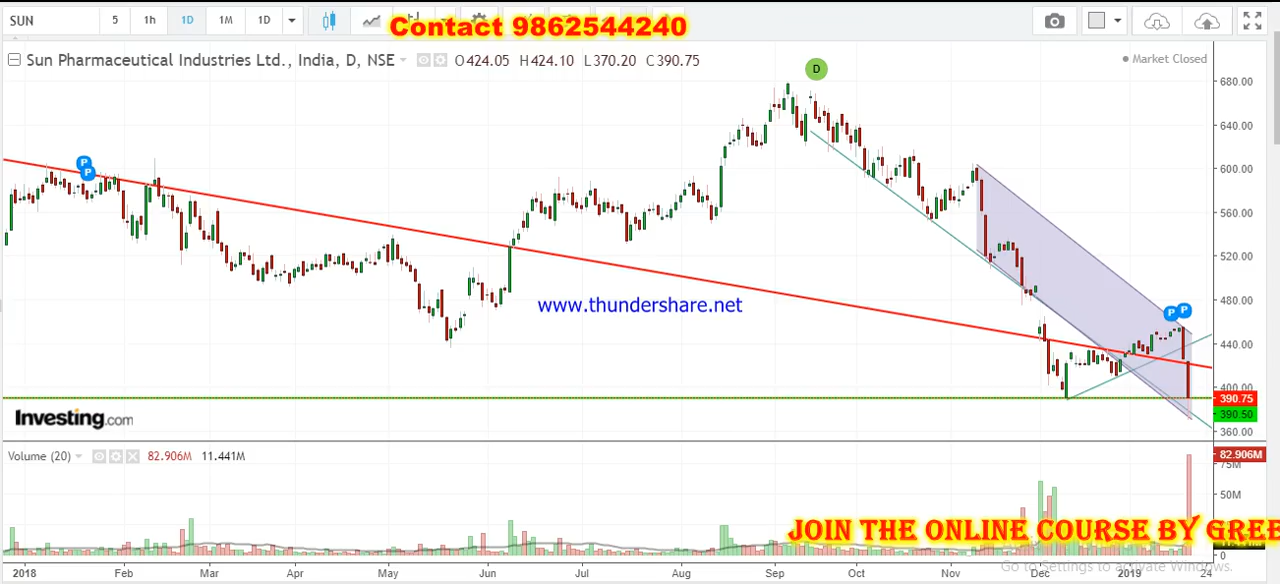 SUN 5 1h 1D 1M 1D
Contact 9862544240
Sun Pharmaceutical Industries Ltd., India, D, NSE O424.05 H424.10 L370.20 C390.75
Market Closed
D
680.00
640.00
P
600.00
P
560.00
520.00
www.thundershare.net
480.00
P P
440.00
400.00
390.75
Investing.com
390.50
360.00
Volume (20) 82.906M 11.441M
82.906M
75M
50M
JOIN THE ONLINE COURSE BY GREE
0
Go to Settings to activate Windows.
2018 Feb Mar Apr May Jun Jul Aug Sep Oct Nov Dec 2019 24